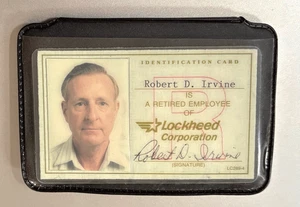 IDENTIFICATION CARD
Robert D. Irvine
IS
A RETIRED EMPLOYEE
OF
Lockheed
Corporation
Robert D. Irvine
(SIGNATURE)